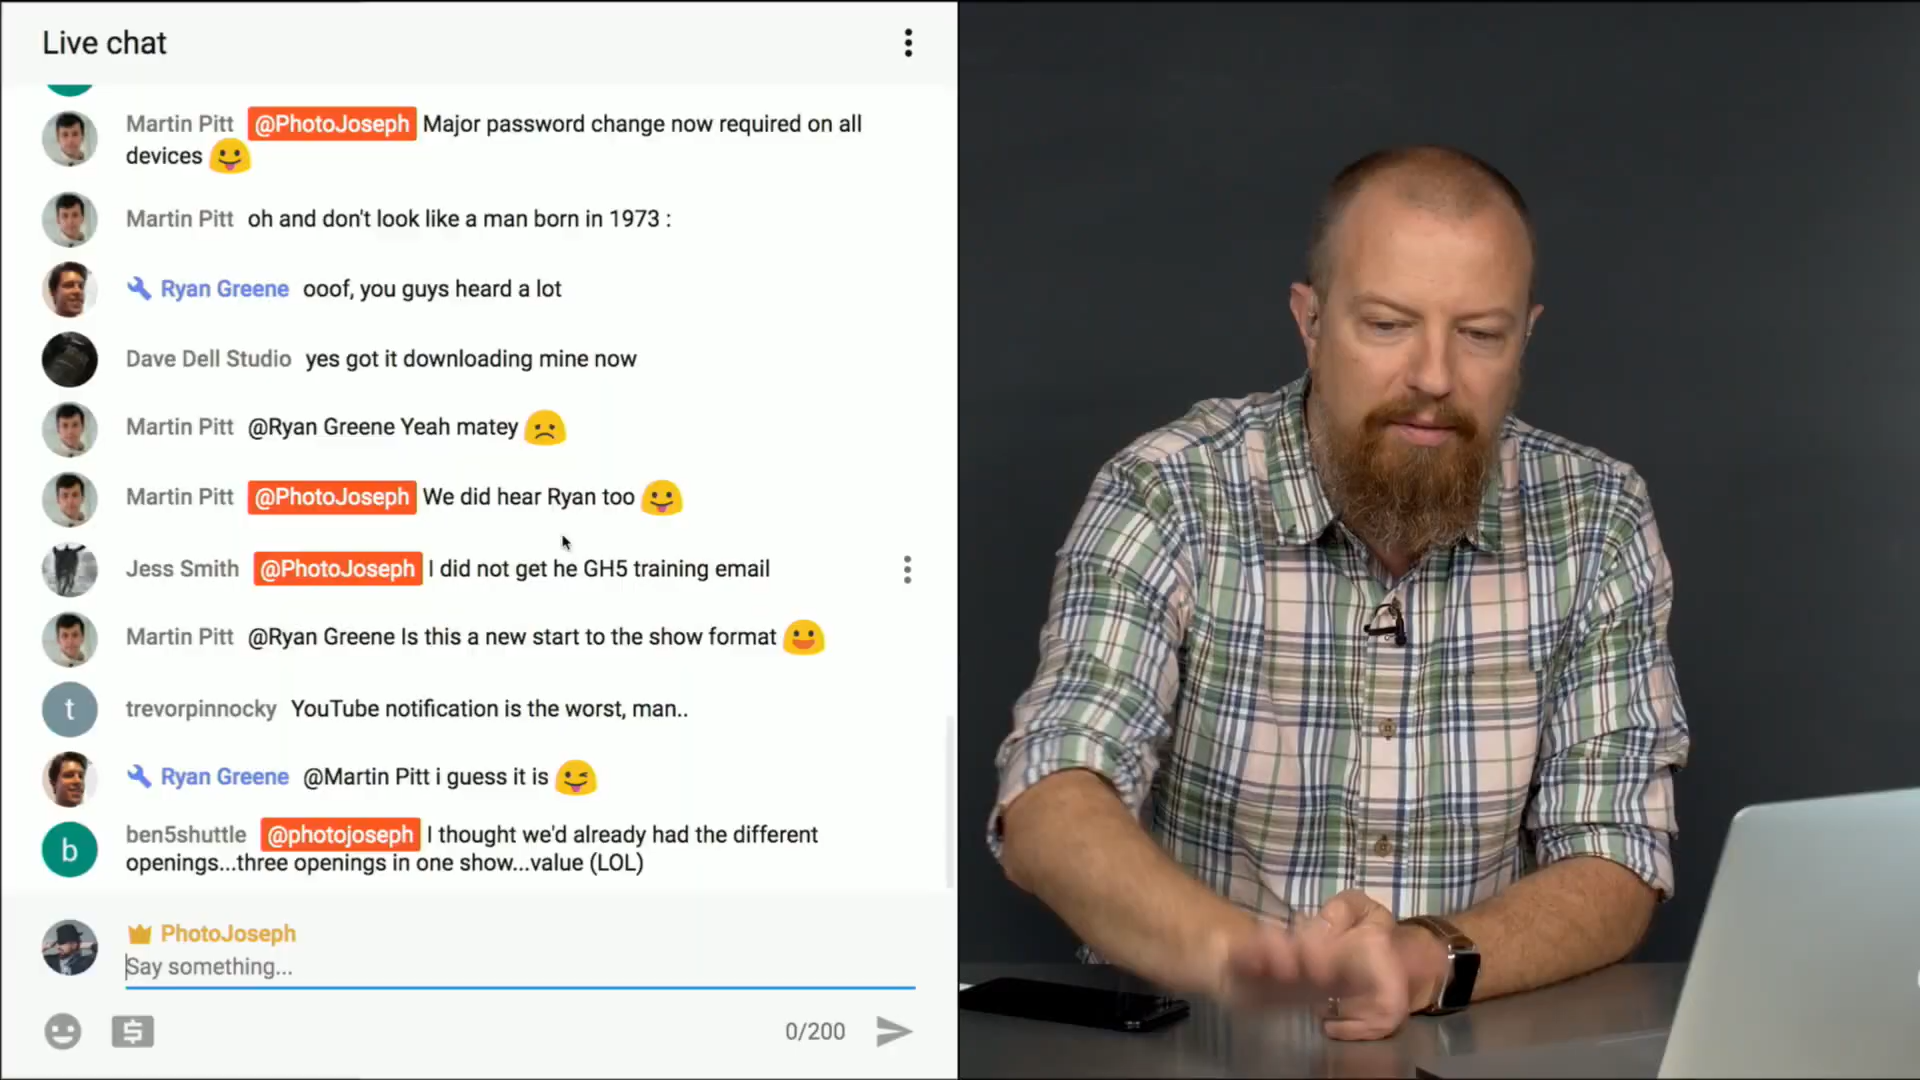 Live chat
Martin Pitt @PhotoJoseph Major password change now required on all
devices
Martin Pitt oh and don't look like a man born in 1973 :
Ryan Greene ooof, you guys heard a lot
Dave Dell Studio yes got it downloading mine now
Martin Pitt @Ryan Greene Yeah matey
Martin Pitt @PhotoJoseph We did hear Ryan too
Jess Smith @PhotoJoseph I did not get he GH5 training email
Martin Pitt @Ryan Greene Is this a new start to the show format
t
trevorpinnocky YouTube notification is the worst, man..
Ryan Greene @Martin Pitt i guess it is
b
ben5shuttle @photojoseph I thought we'd already had the different
openings...three openings in one show...value (LOL)
PhotoJoseph
Say something...
$
0/200